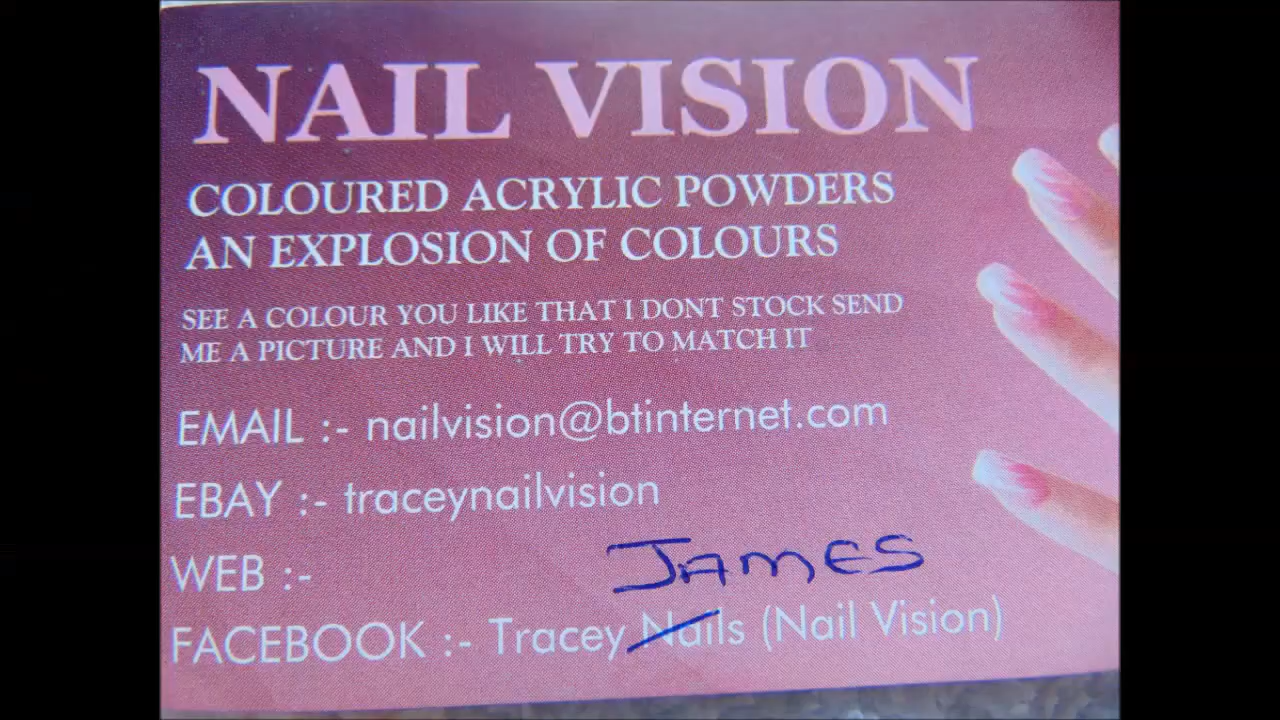 NAIL VISION
COLOURED ACRYLIC POWDERS
AN EXPLOSION OF COLOURS
SEE A COLOUR YOU LIKE THAT I DONT STOCK SEND
ME A PICTURE AND I WILL TRY TO MATCH IT
EMAIL :- nailvision@btinternet.com
EBAY :- traceynailvision
WEB :-
JAMES
FACEBOOK :- Tracey Nails (Nail Vision)